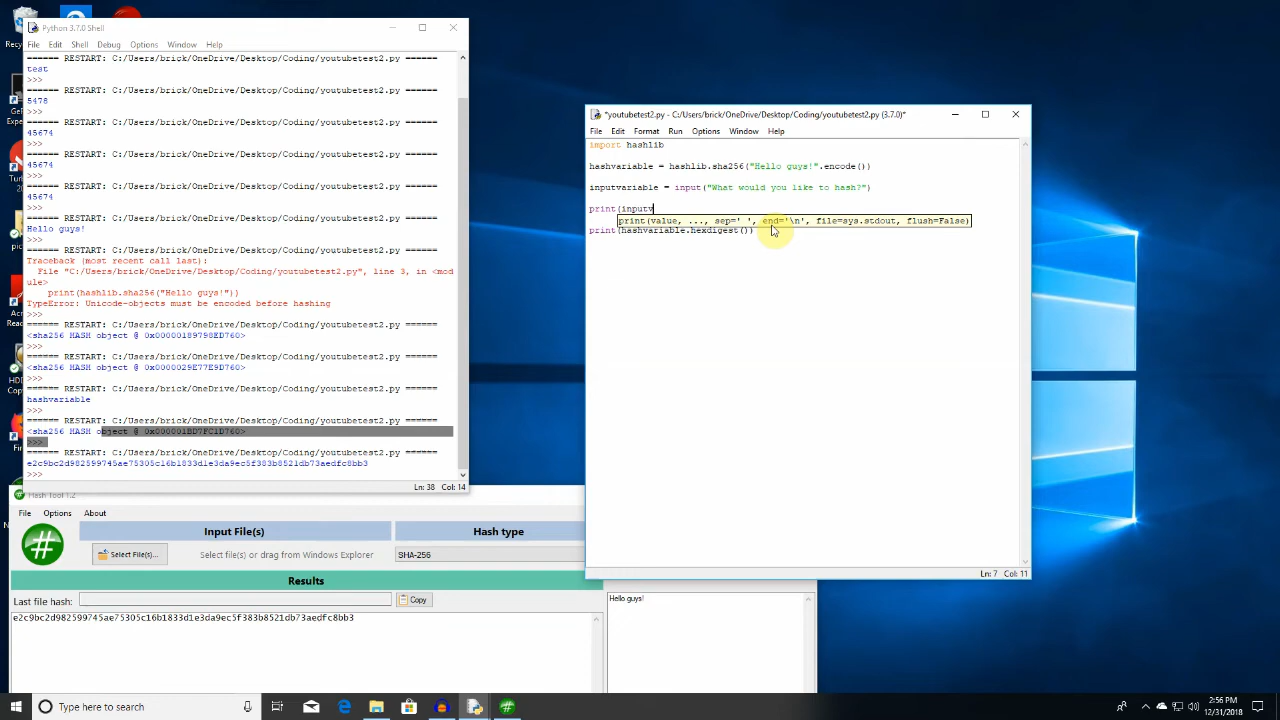 Python 3.7.0 Shell
File Edit Shell Debug Options Window Help
====== RESTART: C:/Users/brick/OneDrive/Desktop/Coding/youtubetest2.py ======
test
>>>
====== RESTART: C:/Users/brick/OneDrive/Desktop/Coding/youtubetest2.py ======
5478
>>>
====== RESTART: C:/Users/brick/OneDrive/Desktop/Coding/youtubetest2.py ======
45674
>>>
====== RESTART: C:/Users/brick/OneDrive/Desktop/Coding/youtubetest2.py ======
45674
>>>
====== RESTART: C:/Users/brick/OneDrive/Desktop/Coding/youtubetest2.py ======
45674
>>>
====== RESTART: C:/Users/brick/OneDrive/Desktop/Coding/youtubetest2.py ======
Hello guys!
>>>
====== RESTART: C:/Users/brick/OneDrive/Desktop/Coding/youtubetest2.py ======
Traceback (most recent call last):
File "C:/Users/brick/OneDrive/Desktop/Coding/youtubetest2.py", line 3, in <mod
ule>
print(hashlib.sha256("Hello guys!"))
TypeError: Unicode-objects must be encoded before hashing
>>>
====== RESTART: C:/Users/brick/OneDrive/Desktop/Coding/youtubetest2.py ======
<sha256 HASH object @ 0x00000189798ED760>
>>>
====== RESTART: C:/Users/brick/OneDrive/Desktop/Coding/youtubetest2.py ======
<sha256 HASH object @ 0x0000029E77E9D760>
>>>
====== RESTART: C:/Users/brick/OneDrive/Desktop/Coding/youtubetest2.py ======
hashvariable
>>>
====== RESTART: C:/Users/brick/OneDrive/Desktop/Coding/youtubetest2.py ======
<sha256 HASH object @ 0x000001BD7FC1D760>
>>>
====== RESTART: C:/Users/brick/OneDrive/Desktop/Coding/youtubetest2.py ======
e2c9bc2d982599745ae75305c16b1833d1e3da9ec5f383b8521db73aedfc8bb3
>>>
Ln: 38 Col: 14
*youtubetest2.py - C:/Users/brick/OneDrive/Desktop/Coding/youtubetest2.py (3.7.0)*
File Edit Format Run Options Window Help
import hashlib
hashvariable = hashlib.sha256("Hello guys!".encode())
inputvariable = input("What would you like to hash?")
print(inputv
print(value, ..., sep=' ', end='\n', file=sys.stdout, flush=False)
print(hashvariable.hexdigest())
Ln: 7 Col: 11
Hash Tool 1.2
File Options About
Input File(s) Hash type
Select File(s)... Select file(s) or drag from Windows Explorer SHA-256
Results
Last file hash: Copy
e2c9bc2d982599745ae75305c16b1833d1e3da9ec5f383b8521db73aedfc8bb3
Hello guys!
Type here to search
2:56 PM
12/31/2018